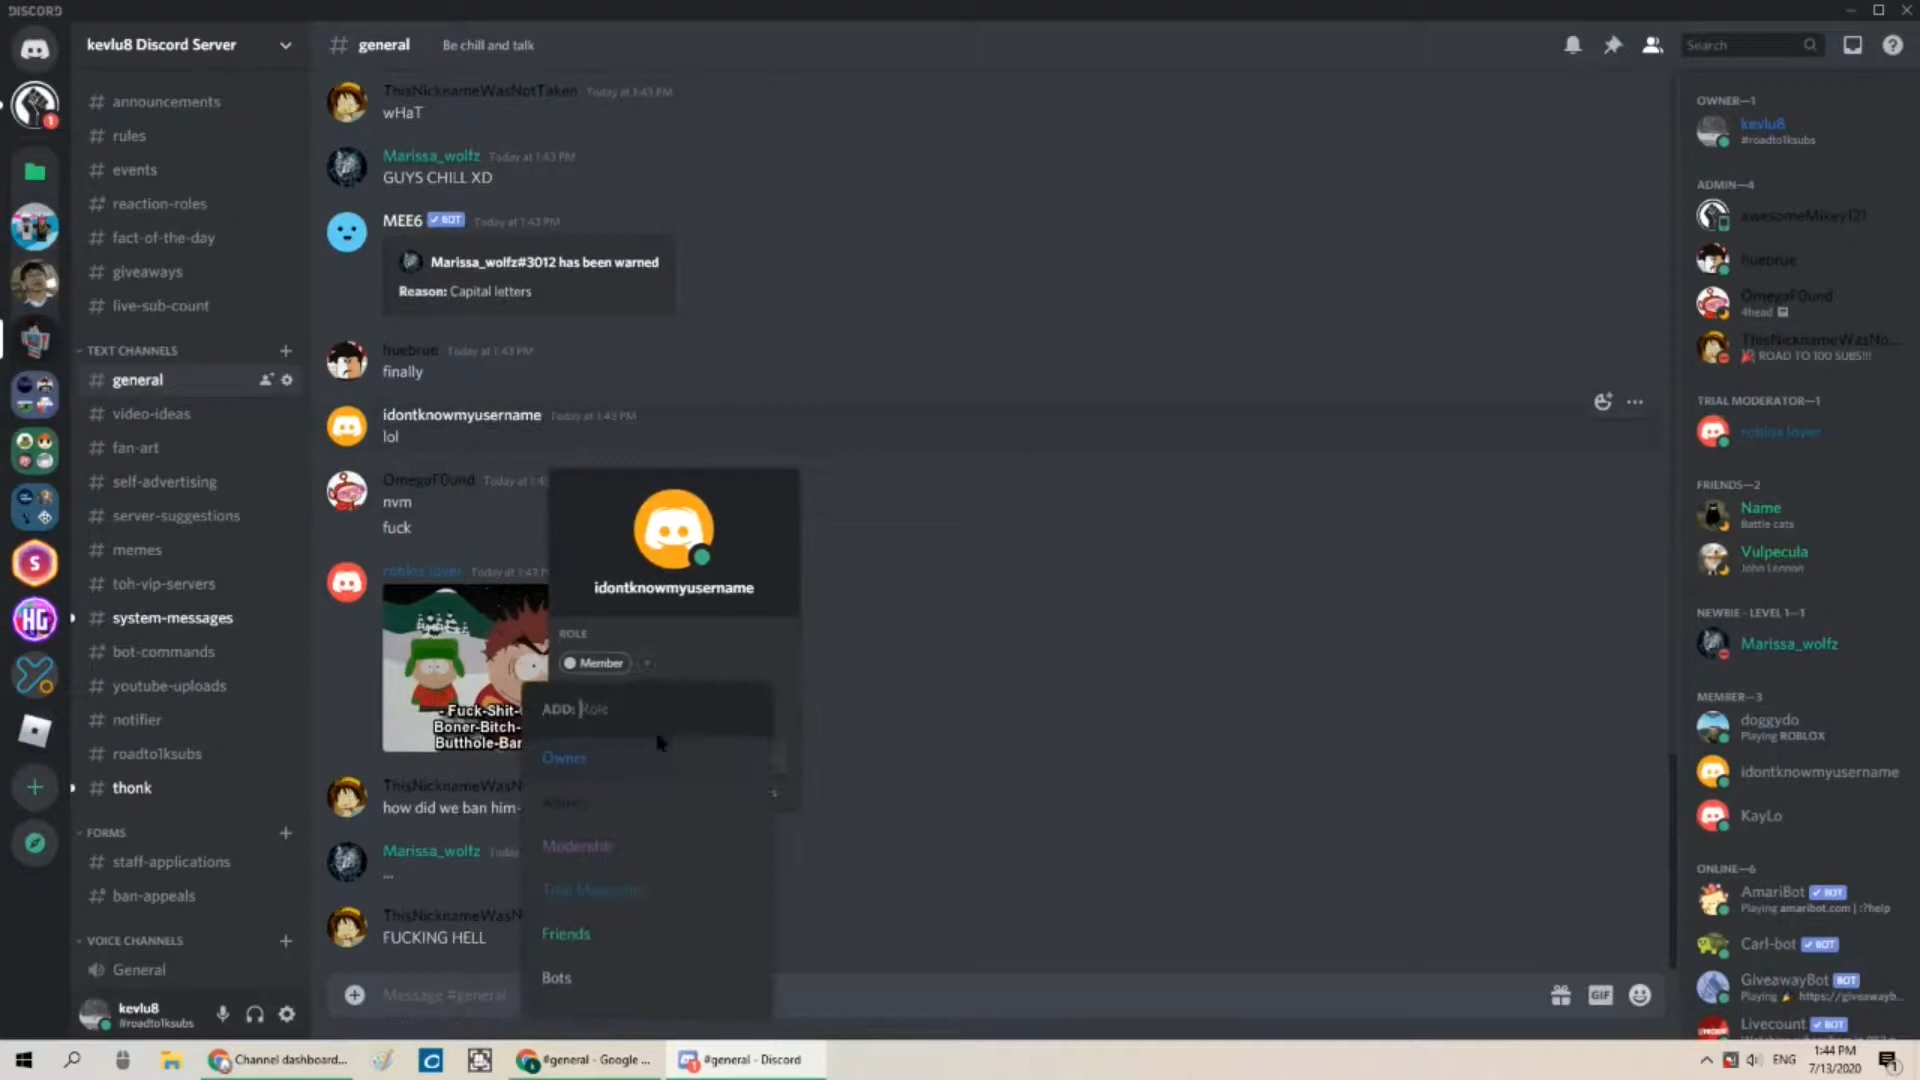 DISCORD
kevlu8 Discord Server
# announcements
# rules
# events
# reaction-roles
# fact-of-the-day
# giveaways
# live-sub-count
TEXT CHANNELS
# general
# video-ideas
# fan-art
# self-advertising
# server-suggestions
# memes
# toh-vip-servers
# system-messages
# bot-commands
# youtube-uploads
# notifier
# roadto1ksubs
# thonk
FORMS
# staff-applications
# ban-appeals
VOICE CHANNELS
General
kevlu8
#roadto1ksubs
# general Be chill and talk
Search
ThisNicknameWasNotTaken Today at 1:43 PM
wHaT
Marissa_wolfz Today at 1:43 PM
GUYS CHILL XD
MEE6 BOT Today at 1:43 PM
Marissa_wolfz#3012 has been warned
Reason: Capital letters
huebrue Today at 1:43 PM
finally
idontknowmyusername Today at 1:43 PM
lol
OmegaF0und Today at 1:4
nvm
fuck
roblox lover Today at 1:43 P
- Fuck-Shit-
Boner-Bitch-
Butthole-Bar
ThisNicknameWasN
how did we ban him-
Marissa_wolfz Today
...
ThisNicknameWasN
FUCKING HELL
Message #general
GIF
idontknowmyusername
ROLE
Member +
ADD: Role
Owner
Admin
Moderator
Trial Moderator
Friends
Bots
OWNER—1
kevlu8
#roadto1ksubs
ADMIN—4
awesomeMikey121
huebrue
OmegaF0und
4head
ThisNicknameWasNo...
ROAD TO 100 SUBS!!!
TRIAL MODERATOR—1
roblox lover
FRIENDS—2
Name
Battle cats
Vulpecula
John Lennon
NEWBIE - LEVEL 1—1
Marissa_wolfz
MEMBER—3
doggydo
Playing ROBLOX
idontknowmyusername
KayLo
ONLINE—6
AmariBot BOT
Playing amaribot.com | :?help
Carl-bot BOT
GiveawayBot BOT
Playing https://giveawayb...
Livecount BOT
HG
S
Channel dashboard...
#general - Google ...
#general - Discord
ENG
1:44 PM
7/13/2020